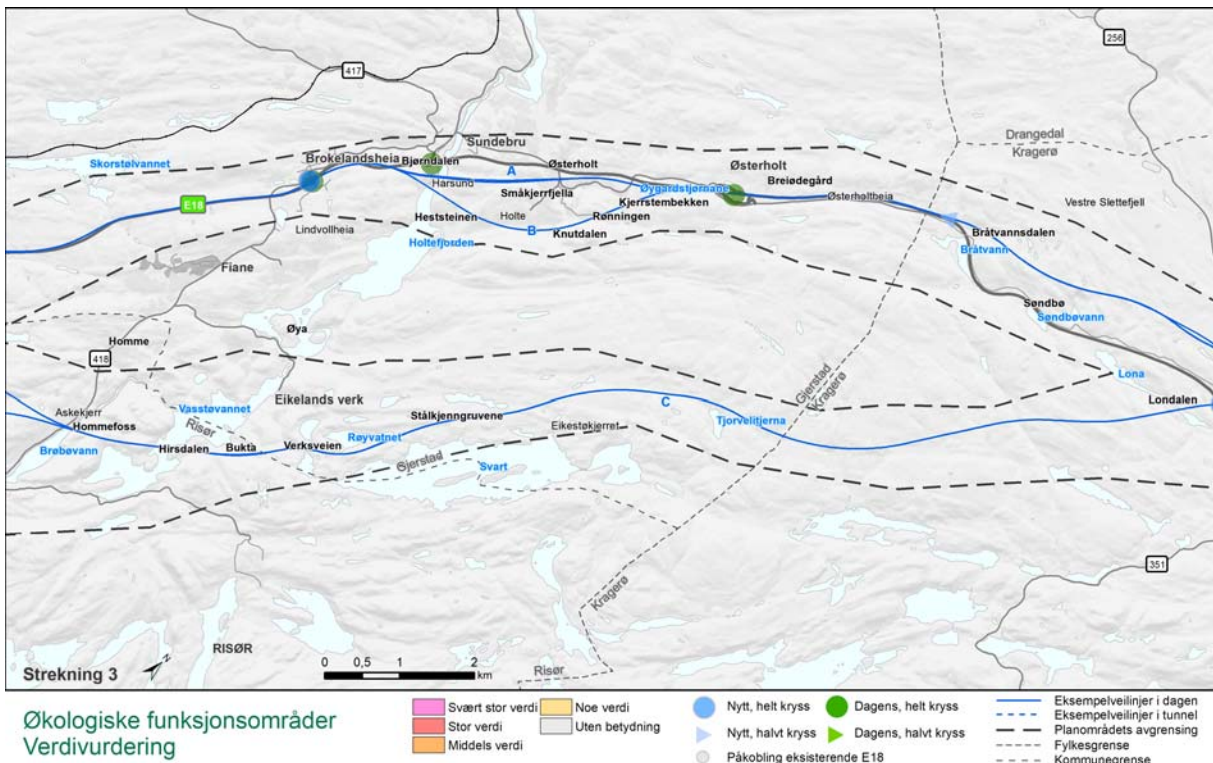 256
417
Drangedal
Kragerø
Sundebru
Skorstølvannet
Brokelandsheia
Bjørndalen
A
Østerholt
Østerholt
Breiødegård
Harsund
Småkjerrfjella
Øygardstjørnane
Kjerrstembekken
Østerholtheia
Vestre Slettefjell
E18
Heststeinen
Holte
Rønningen
Lindvollheia
B
Knutdalen
Bråtvannsdalen
Holtefjorden
Bråtvann
Fiane
Søndbø
Søndbøvann
Øya
Homme
418
Gjerstad
Kragerø
Lona
Vasstøvannet
Eikelands verk
C
Londalen
Askekjerr
Hommefoss
Stålkjenngruvene
Tjorvelitjerna
Risør
Røyvatnet
Eikestøkjerret
Brøbøvann
Hirsdalen
Bukta
Verksveien
Gjerstad
Svart
351
Kragerø
RISØR
Risør
Strekning 3
N
0 0,5 1 2
km
Økologiske funksjonsområder
Verdivurdering
Svært stor verdi
Noe verdi
Stor verdi
Uten betydning
Middels verdi
Nytt, helt kryss
Dagens, helt kryss
Nytt, halvt kryss
Dagens, halvt kryss
Påkobling eksisterende E18
Eksempelveilinjer i dagen
Eksempelveilinjer i tunnel
Planområdets avgrensing
Fylkesgrense
Kommunegrense